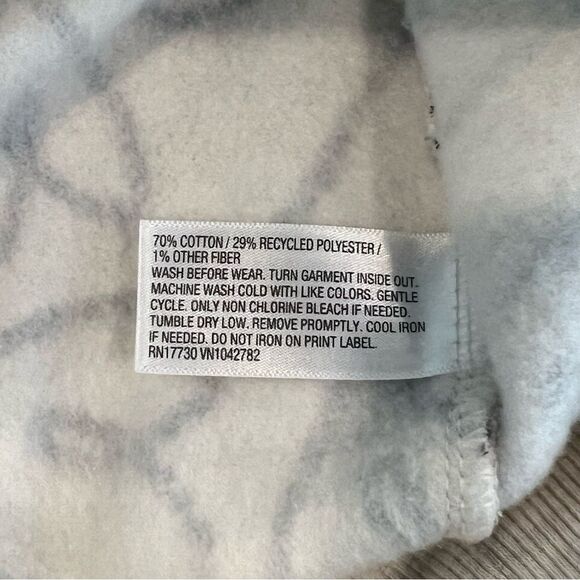 70% COTTON / 29% RECYCLED POLYESTER /
1% OTHER FIBER
WASH BEFORE WEAR. TURN GARMENT INSIDE OUT.
MACHINE WASH COLD WITH LIKE COLORS. GENTLE
CYCLE. ONLY NON CHLORINE BLEACH IF NEEDED.
TUMBLE DRY LOW. REMOVE PROMPTLY. COOL IRON
IF NEEDED. DO NOT IRON ON PRINT LABEL.
RN17730 VN1042782